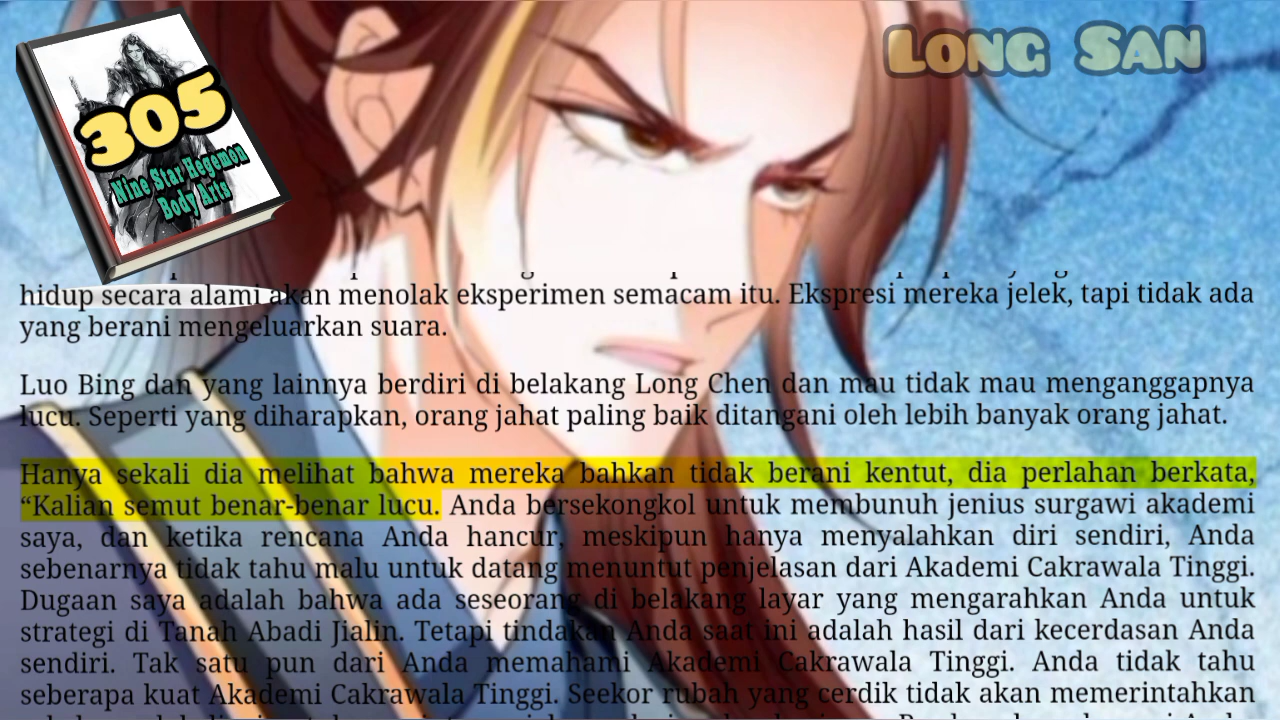 Long San
305
Nine Star Hegemon
Body Arts
hidup secara alami akan menolak eksperimen semacam itu. Ekspresi mereka jelek, tapi tidak ada
yang berani mengeluarkan suara.
Luo Bing dan yang lainnya berdiri di belakang Long Chen dan mau tidak mau menganggapnya
lucu. Seperti yang diharapkan, orang jahat paling baik ditangani oleh lebih banyak orang jahat.
Hanya sekali dia melihat bahwa mereka bahkan tidak berani kentut, dia perlahan berkata,
“Kalian semut benar-benar lucu. Anda bersekongkol untuk membunuh jenius surgawi akademi
saya, dan ketika rencana Anda hancur, meskipun hanya menyalahkan diri sendiri, Anda
sebenarnya tidak tahu malu untuk datang menuntut penjelasan dari Akademi Cakrawala Tinggi.
Dugaan saya adalah bahwa ada seseorang di belakang layar yang mengarahkan Anda untuk
strategi di Tanah Abadi Jialin. Tetapi tindakan Anda saat ini adalah hasil dari kecerdasan Anda
sendiri. Tak satu pun dari Anda memahami Akademi Cakrawala Tinggi. Anda tidak tahu
seberapa kuat Akademi Cakrawala Tinggi. Seekor rubah yang cerdik tidak akan memerintahkan